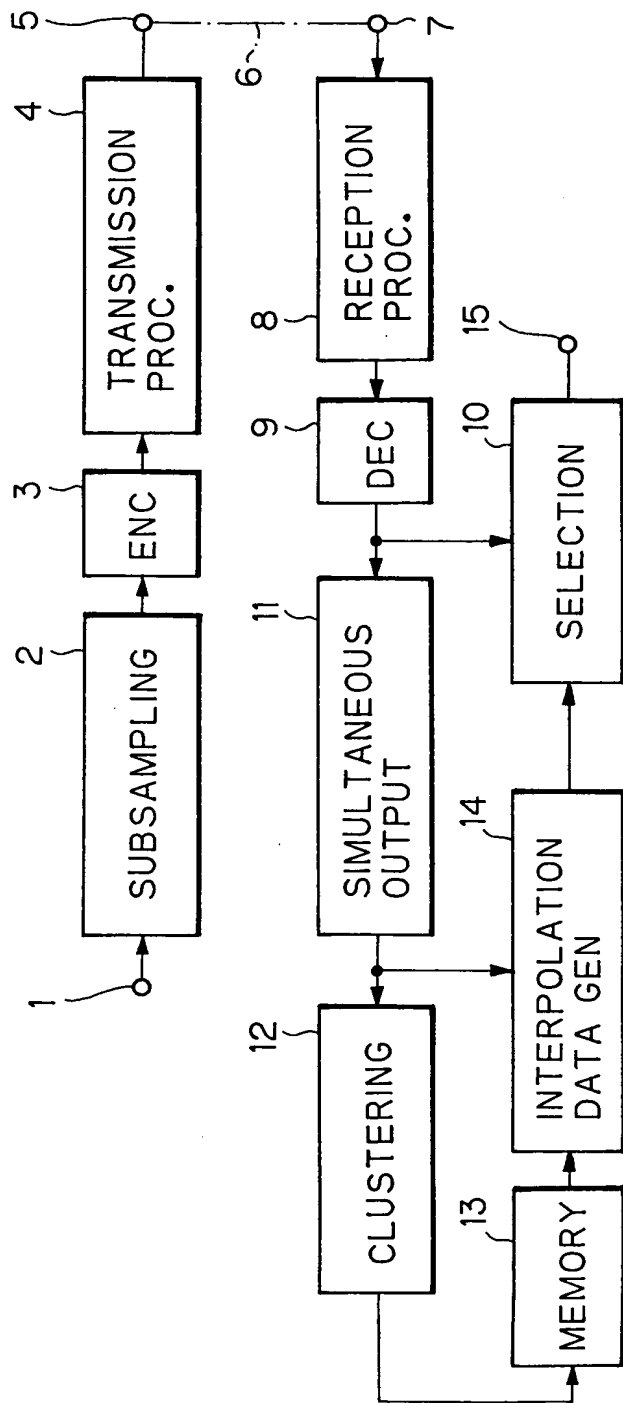 1
2
SUBSAMPLING
3
ENC
4
TRANSMISSION
PROC.
5
6
7
8
RECEPTION
PROC.
9
DEC
11
SIMULTANEOUS
OUTPUT
12
CLUSTERING
13
MEMORY
14
INTERPOLATION
DATA GEN
10
SELECTION
15